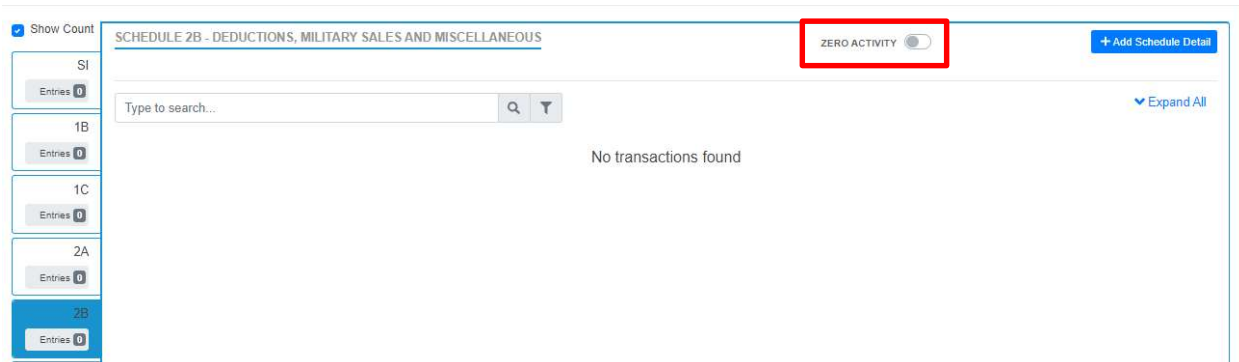 Show Count
SCHEDULE 2B - DEDUCTIONS, MILITARY SALES AND MISCELLANEOUS
ZERO ACTIVITY
+ Add Schedule Detail
SI
Entries 0
Type to search...
Expand All
1B
Entries 0
No transactions found
1C
Entries 0
2A
Entries 0
2B
Entries 0